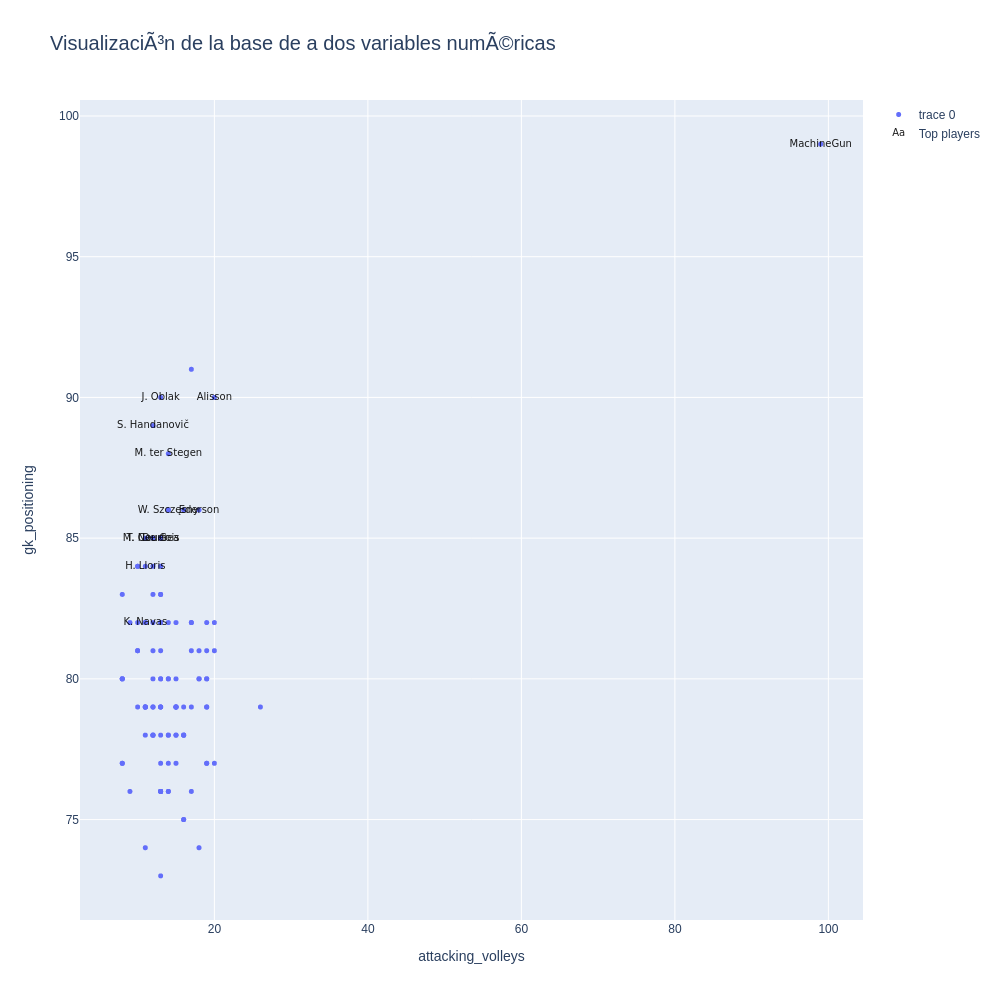 VisualizaciÃ³n de la base de a dos variables numÃ©ricas
100
95
90
85
80
75
gk_positioning
20
40
60
80
100
attacking_volleys
trace 0
Aa Top players
MachineGun
J. Oblak
Alisson
S. Handanovič
M. ter Stegen
W. Szczesny
Ederson
H. Lloris
K. Navas